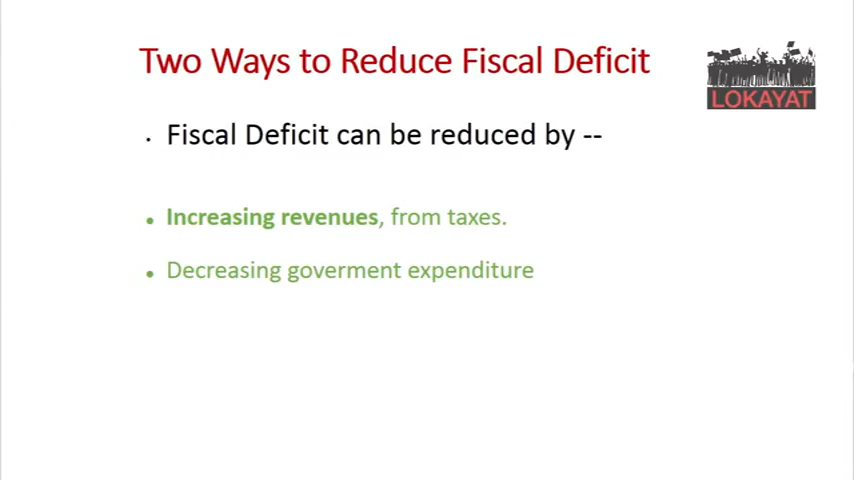 Two Ways to Reduce Fiscal Deficit
LOKAYAT
• Fiscal Deficit can be reduced by --
• Increasing revenues, from taxes.
• Decreasing goverment expenditure